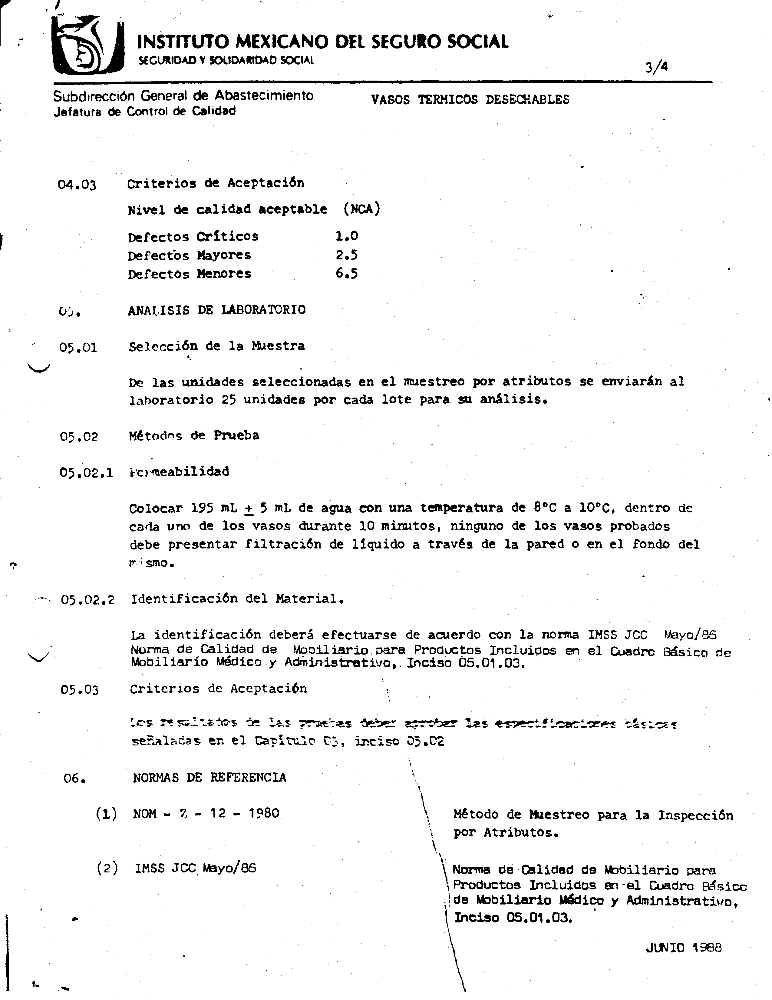 INSTITUTO MEXICANO DEL SEGURO SOCIAL
SEGURIDAD Y SOLIDARIDAD SOCIAL
3/4
Subdirección General de Abastecimiento
Jefatura de Control de Calidad
VASOS TERMICOS DESECHABLES
04.03 Criterios de Aceptación
Nivel de calidad aceptable (NCA)
Defectos Críticos 1.0
Defectos Mayores 2.5
Defectos Menores 6.5
05. ANALISIS DE LABORATORIO
05.01 Selección de la Muestra
De las unidades seleccionadas en el muestreo por atributos se enviarán al
laboratorio 25 unidades por cada lote para su análisis.
05.02 Métodos de Prueba
05.02.1 Permeabilidad
Colocar 195 mL ± 5 mL de agua con una temperatura de 8°C a 10°C, dentro de
cada uno de los vasos durante 10 minutos, ninguno de los vasos probados
debe presentar filtración de líquido a través de la pared o en el fondo del
mismo.
05.02.2 Identificación del Material.
La identificación deberá efectuarse de acuerdo con la norma IMSS JCC Mayo/86
Norma de Calidad de Mobiliario para Productos Incluidos en el Cuadro Básico de
Mobiliario Médico y Administrativo, Inciso 05.01.03.
05.03 Criterios de Aceptación
Los resultados de las pruebas deben aprobar las especificaciones básicas
señaladas en el Capítulo 03, inciso 05.02
06. NORMAS DE REFERENCIA
(1) NOM - Z - 12 - 1980 Método de Muestreo para la Inspección
por Atributos.
(2) IMSS JCC Mayo/86 Norma de Calidad de Mobiliario para
Productos Incluidos en el Cuadro Básico
de Mobiliario Médico y Administrativo,
Inciso 05.01.03.
JUNIO 1988